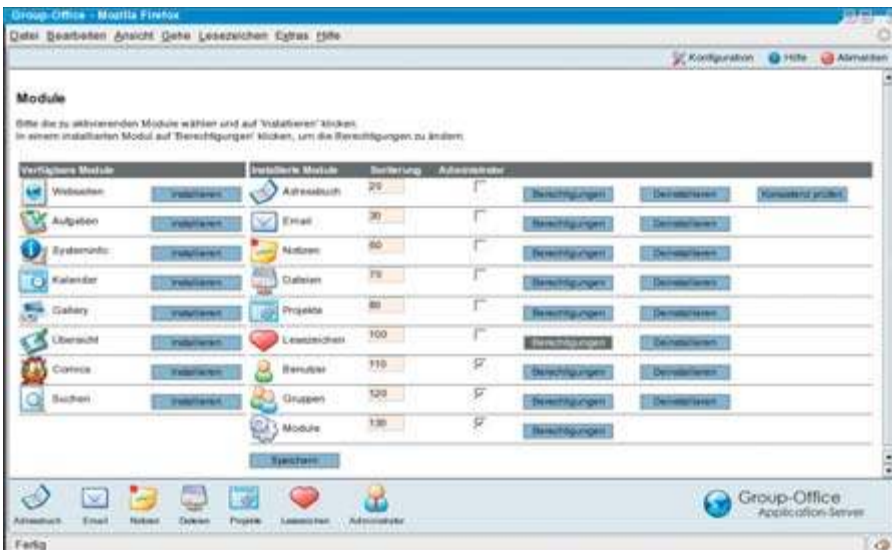 Group-Office - Mozilla Firefox
Datei Bearbeiten Ansicht Gehe Lesezeichen Extras Hilfe
Konfiguration Hilfe Abmelden
Module
Bitte die zu aktivierenden Module wählen und auf 'Installieren' klicken.
In einem installierten Modul auf 'Berechtigungen' klicken, um die Berechtigungen zu ändern.
Verfügbare Module Installierte Module Sortierung Administrator
Webseiten Installieren Adressbuch 20 Berechtigungen Deinstallieren Konsistenz prüfen
Aufgaben Installieren Email 30 Berechtigungen Deinstallieren
Systeminfo Installieren Notizen 60 Berechtigungen Deinstallieren
Kalender Installieren Dateien 70 Berechtigungen Deinstallieren
Gallery Installieren Projekte 80 Berechtigungen Deinstallieren
Übersicht Installieren Lesezeichen 100 Berechtigungen Deinstallieren
Comics Installieren Benutzer 110 Berechtigungen Deinstallieren
Suchen Installieren Gruppen 120 Berechtigungen Deinstallieren
Module 130 Berechtigungen
Speichern
Adressbuch Email Notizen Dateien Projekte Lesezeichen Administrator
Group-Office
Application-Server
Fertig